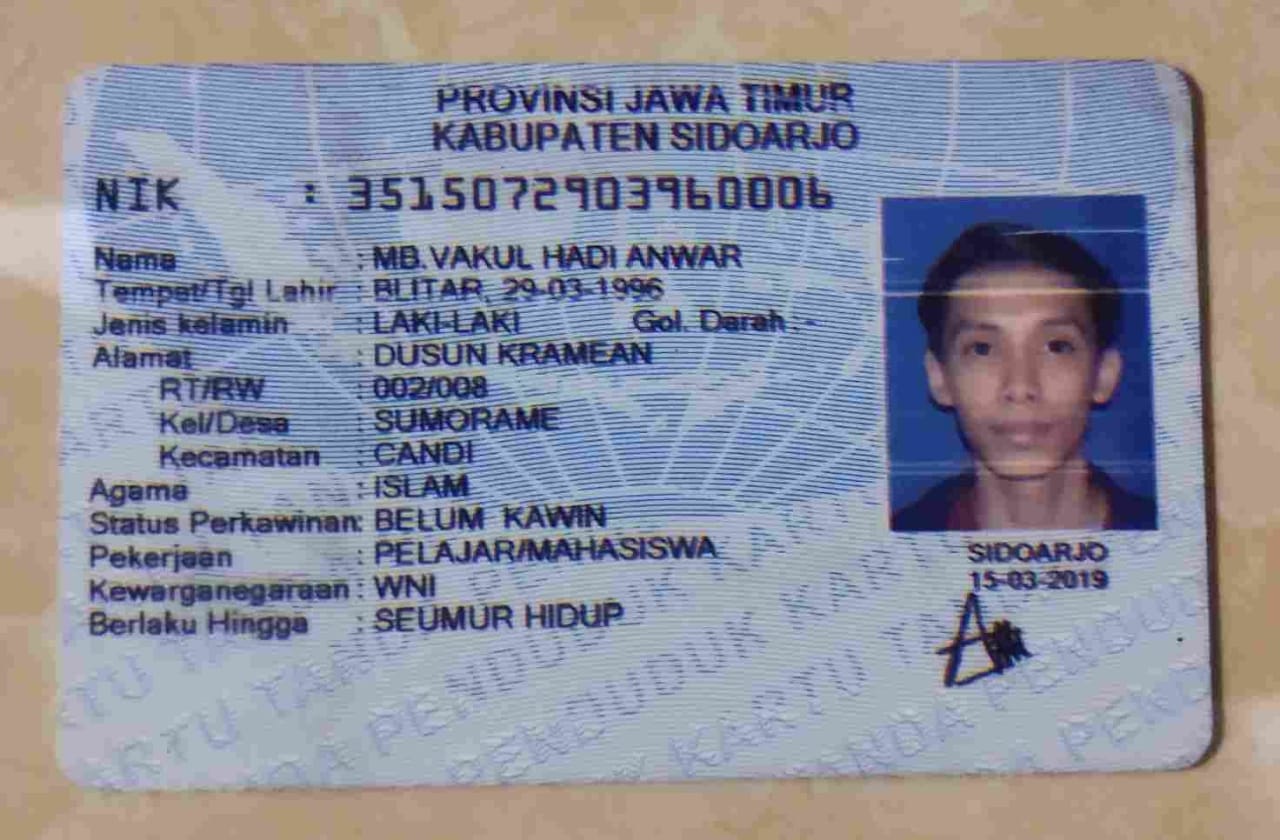 PROVINSI JAWA TIMUR
KABUPATEN SIDOARJO
NIK : 3515072903960006
Nama : MB.VAKUL HADI ANWAR
Tempat/Tgl Lahir : BLITAR, 29-03-1996
Jenis kelamin : LAKI-LAKI Gol. Darah : -
Alamat : DUSUN KRAMEAN
RT/RW : 002/008
Kel/Desa : SUMORAME
Kecamatan : CANDI
Agama : ISLAM
Status Perkawinan: BELUM KAWIN
Pekerjaan : PELAJAR/MAHASISWA
Kewarganegaraan : WNI
Berlaku Hingga : SEUMUR HIDUP
SIDOARJO
15-03-2019
KARTU TANDA PENDUDUK KARTU TANDA PENDUDUK